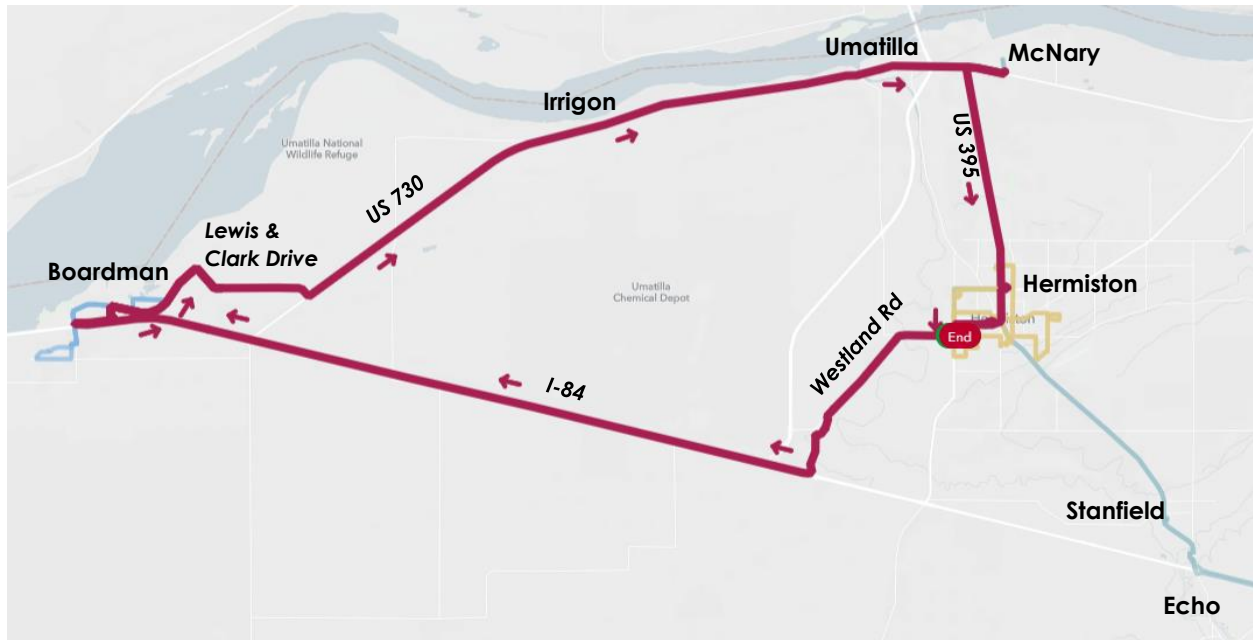 Umatilla
McNary
Irrigon
Umatilla National
Wildlife Refuge
US 395
US 730
Lewis &
Clark Drive
Boardman
Umatilla
Chemical Depot
Hermiston
Hermiston
End
Westland Rd
I-84
Stanfield
Echo